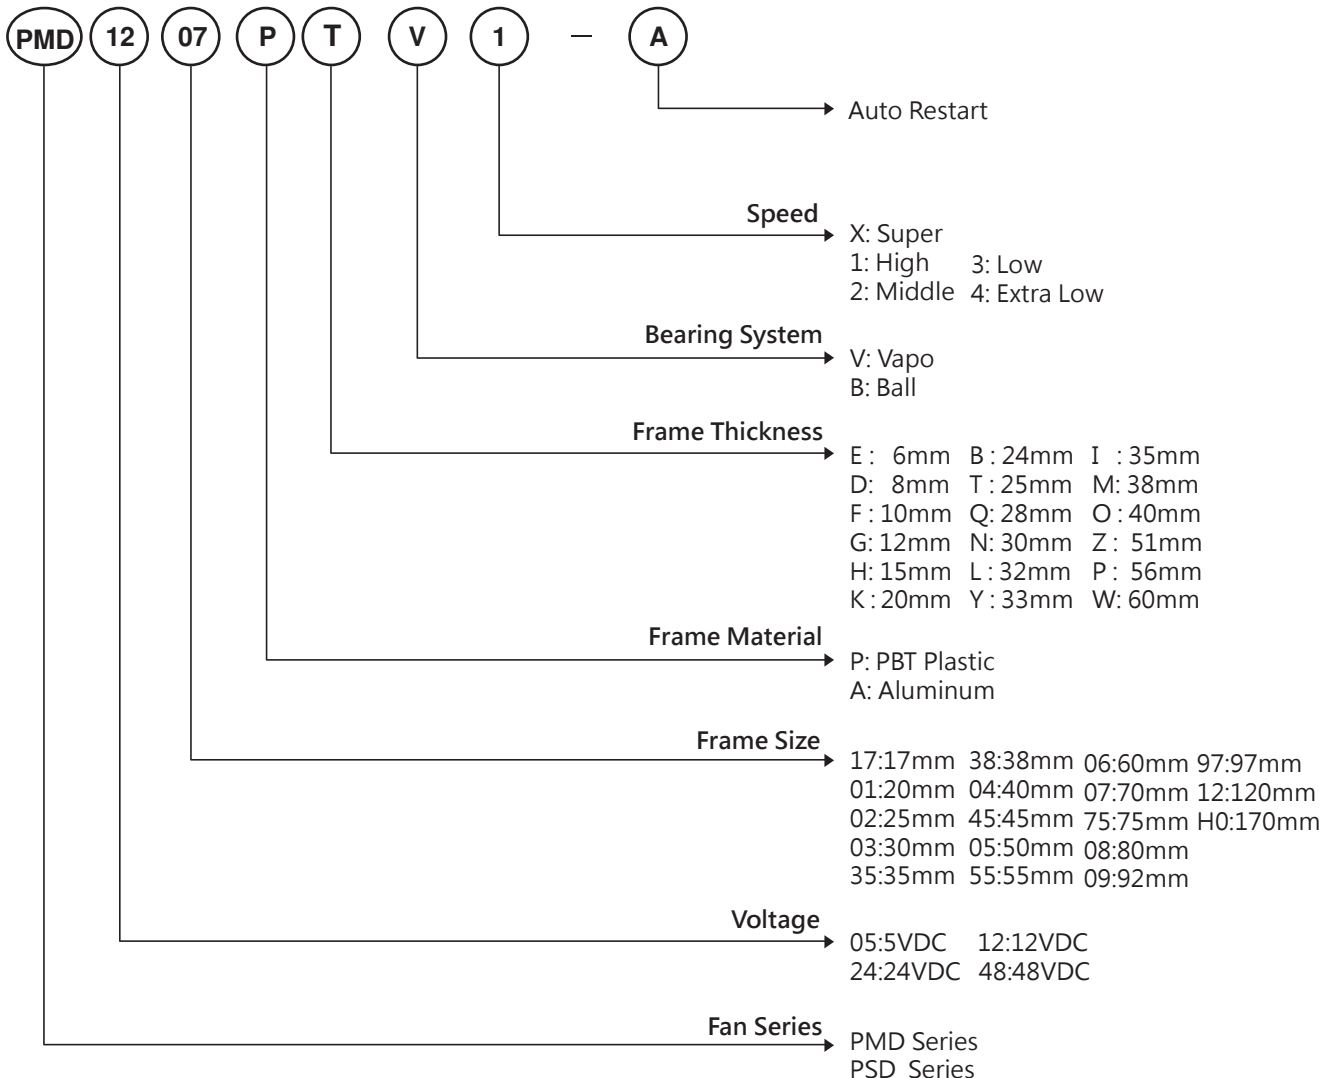 PMD 12 07 P T V 1 – A
Auto Restart
Speed
X: Super
1: High 3: Low
2: Middle 4: Extra Low
Bearing System
V: Vapo
B: Ball
Frame Thickness
E : 6mm B : 24mm I : 35mm
D: 8mm T : 25mm M: 38mm
F : 10mm Q: 28mm O : 40mm
G: 12mm N: 30mm Z : 51mm
H: 15mm L : 32mm P : 56mm
K : 20mm Y : 33mm W: 60mm
Frame Material
P: PBT Plastic
A: Aluminum
Frame Size
17:17mm 38:38mm 06:60mm 97:97mm
01:20mm 04:40mm 07:70mm 12:120mm
02:25mm 45:45mm 75:75mm H0:170mm
03:30mm 05:50mm 08:80mm
35:35mm 55:55mm 09:92mm
Voltage
05:5VDC 12:12VDC
24:24VDC 48:48VDC
Fan Series
PMD Series
PSD Series